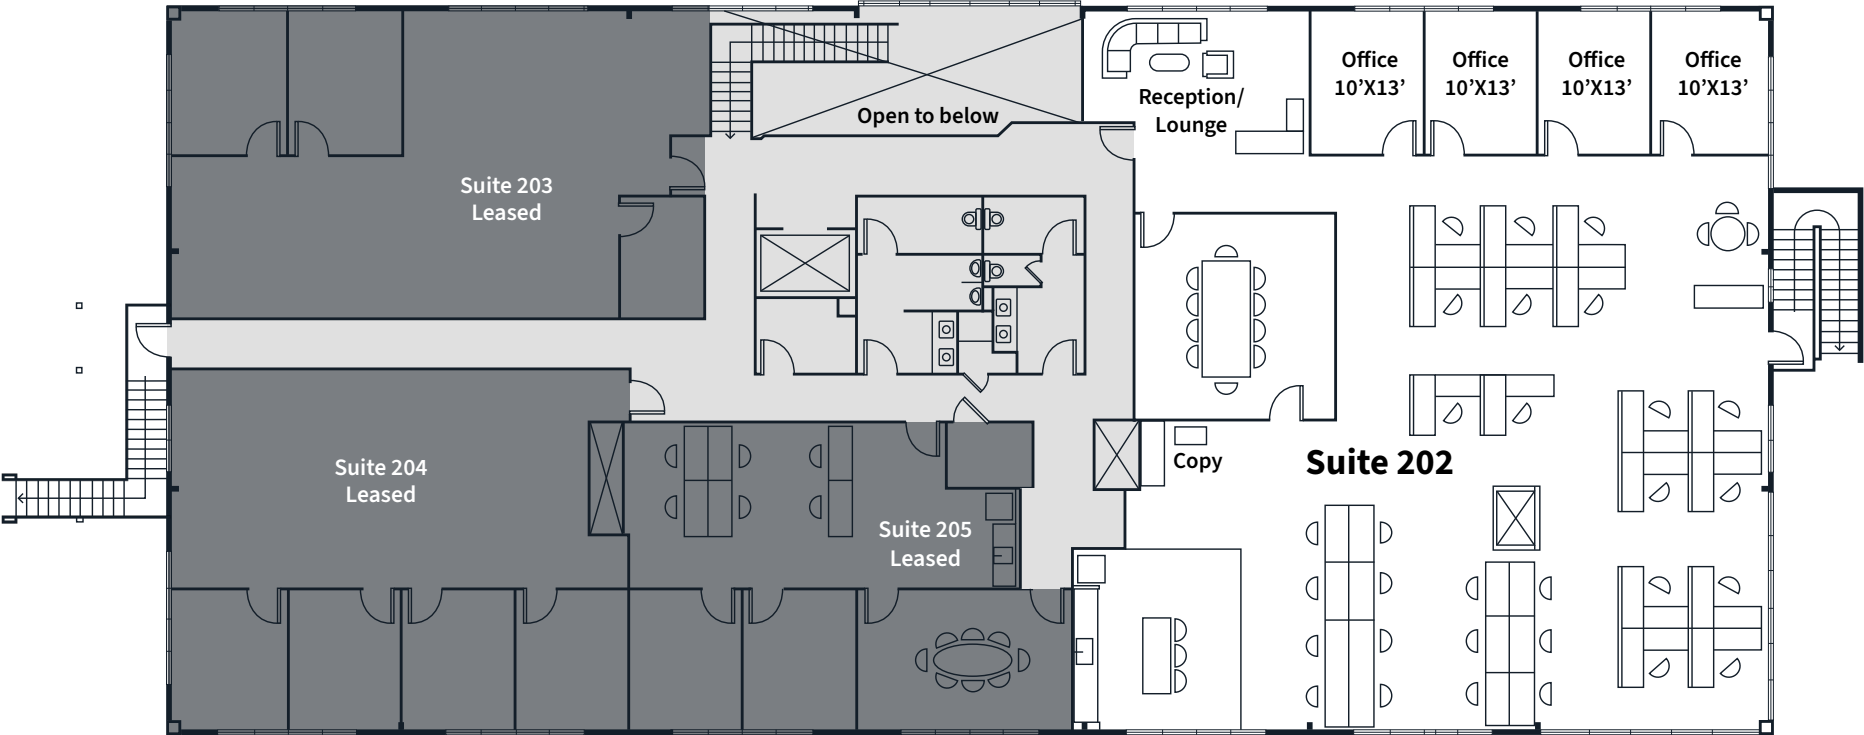 Open to below
Reception/
Lounge
Office
10’X13’
Office
10’X13’
Office
10’X13’
Office
10’X13’
Suite 203
Leased
Suite 204
Leased
Suite 205
Leased
Copy
Suite 202